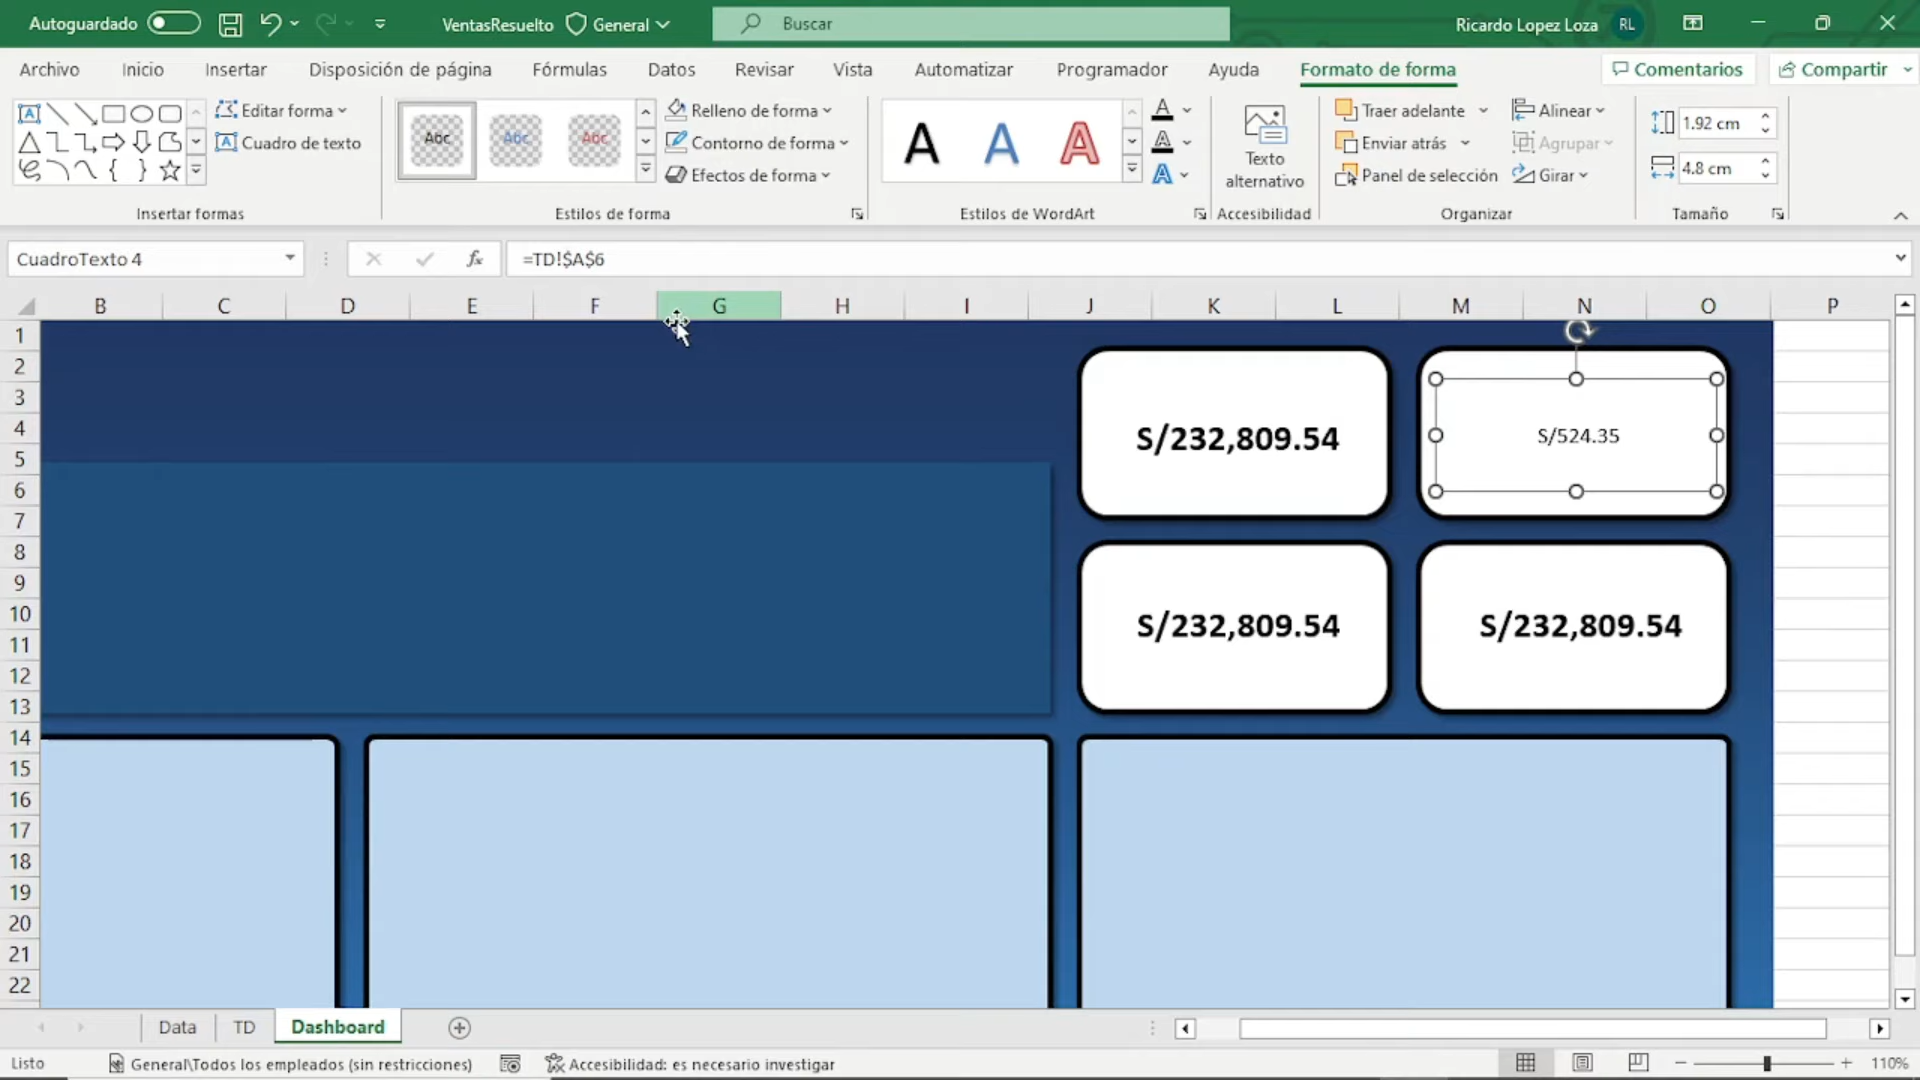 Autoguardado VentasResuelto General Buscar Ricardo Lopez Loza RL
Archivo Inicio Insertar Disposición de página Fórmulas Datos Revisar Vista Automatizar Programador Ayuda Formato de forma Comentarios Compartir
Editar forma
Cuadro de texto
Insertar formas
Abc Abc Abc
Relleno de forma
Contorno de forma
Efectos de forma
Estilos de forma
A A A
Estilos de WordArt
Texto alternativo
Accesibilidad
Traer adelante
Enviar atrás
Panel de selección
Alinear
Agrupar
Girar
Organizar
1.92 cm
4.8 cm
Tamaño
CuadroTexto 4 fx =TD!$A$6
B C D E F G H I J K L M N O P
1
2
3
4
5
6
7
8
9
10
11
12
13
14
15
16
17
18
19
20
21
22
S/232,809.54 S/524.35
S/232,809.54 S/232,809.54
Data TD Dashboard
Listo General\Todos los empleados (sin restricciones) Accesibilidad: es necesario investigar 110%